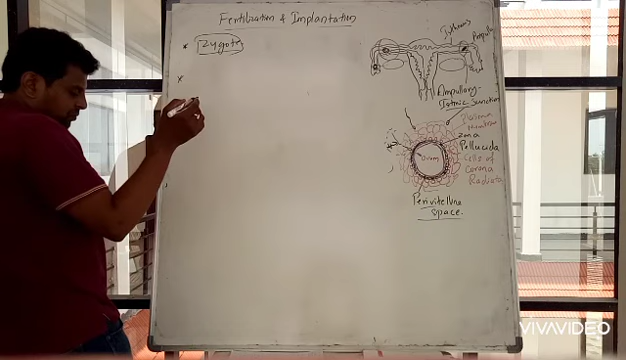 Fertilization & Implantation
* Zygote
*
Isthmus
Ampulla
Ampullary-
Isthmic Junction
Plasma
Membrane
Zona
Pellucida
Ovum
Cells of
Corona
Radiata
Perivitelline
Space.
VIVAVIDEO